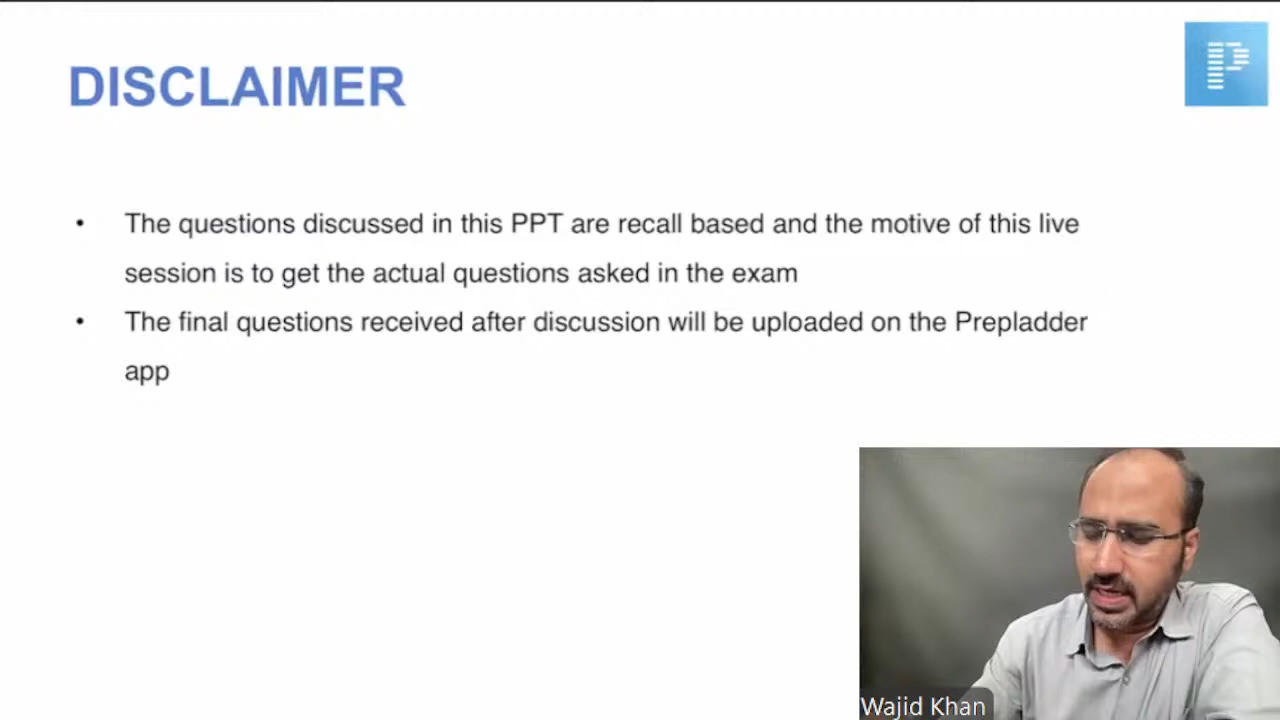 DISCLAIMER
P
• The questions discussed in this PPT are recall based and the motive of this live
session is to get the actual questions asked in the exam
• The final questions received after discussion will be uploaded on the Prepladder
app
Wajid Khan